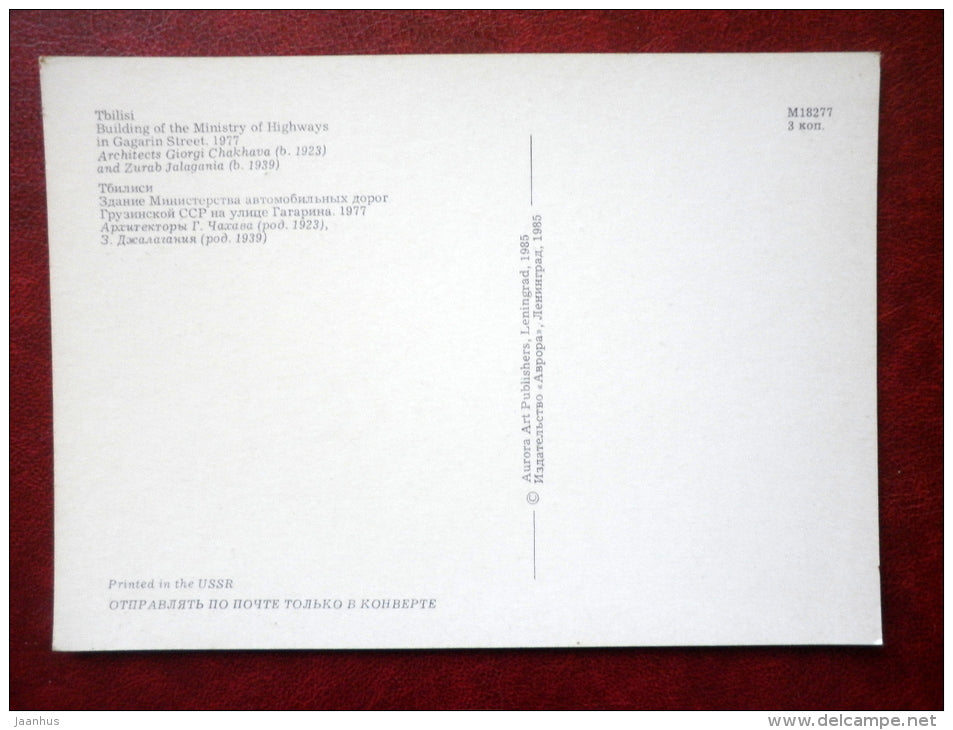 Tbilisi
Building of the Ministry of Highways
in Gagarin Street. 1977
Architects Giorgi Chakhava (b. 1923)
and Zurab Jalagania (b. 1939)
Тбилиси
Здание Министерства автомобильных дорог
Грузинской ССР на улице Гагарина. 1977
Архитекторы Г. Чахава (род. 1923),
З. Джалагания (род. 1939)
М18277
3 коп.
© Aurora Art Publishers, Leningrad, 1985
Издательство «Аврора», Ленинград, 1985
Printed in the USSR
ОТПРАВЛЯТЬ ПО ПОЧТЕ ТОЛЬКО В КОНВЕРТЕ
jaanhus
www.delcampe.net